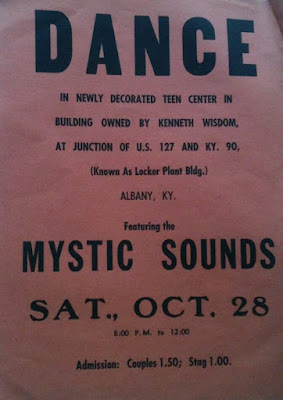 DANCE
IN NEWLY DECORATED TEEN CENTER IN
BUILDING OWNED BY KENNETH WISDOM,
AT JUNCTION OF U.S. 127 AND KY. 90,
(Known As Locker Plant Bldg.)
ALBANY, KY.
Featuring the
MYSTIC SOUNDS
SAT., OCT. 28
8:00 P.M. to 12:00
Admission: Couples 1.50; Stag 1.00.